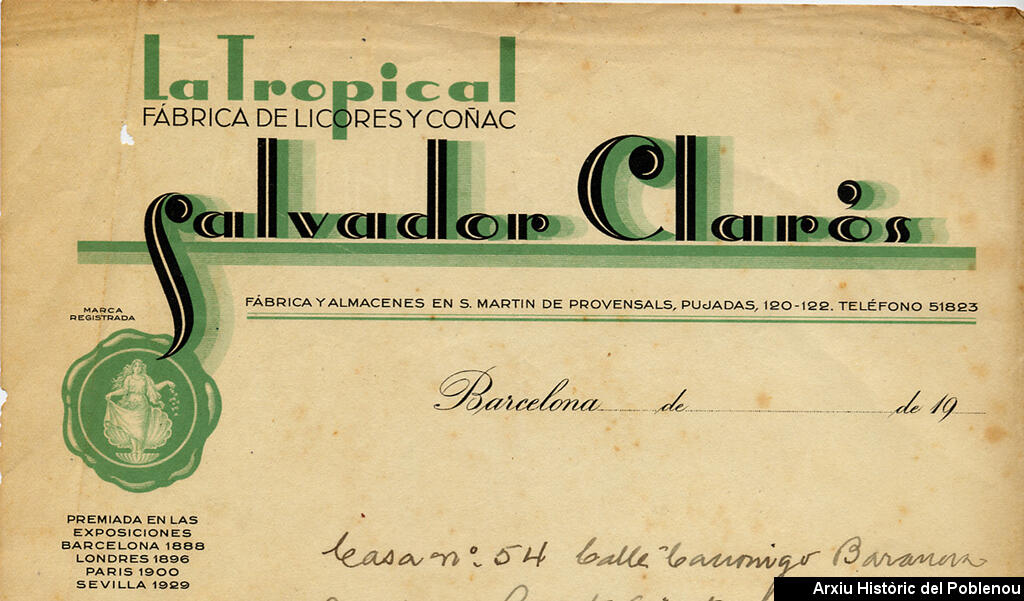 La Tropical
FÁBRICA DE LICORES Y COÑAC
Salvador Clarós
FÁBRICA Y ALMACENES EN S. MARTIN DE PROVENSALS, PUJADAS, 120-122. TELÉFONO 51823
MARCA
REGISTRADA
Barcelona de de 19
PREMIADA EN LAS
EXPOSICIONES
BARCELONA 1888
LONDRES 1896
PARIS 1900
SEVILLA 1929
Casa nº. 54 Calle Canonigo
Arxiu Històric del Poblenou